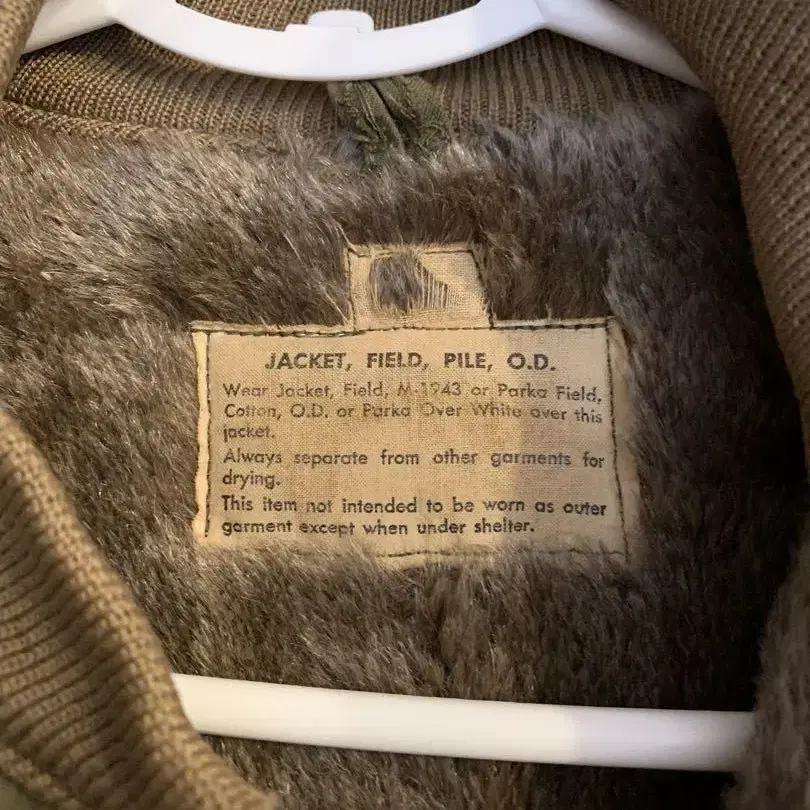 JACKET, FIELD, PILE, O.D.
Wear Jacket, Field, M-1943 or Parka Field,
Cotton, O.D. or Parka Over White over this
jacket.
Always separate from other garments for
drying.
This item not intended to be worn as outer
garment except when under shelter.